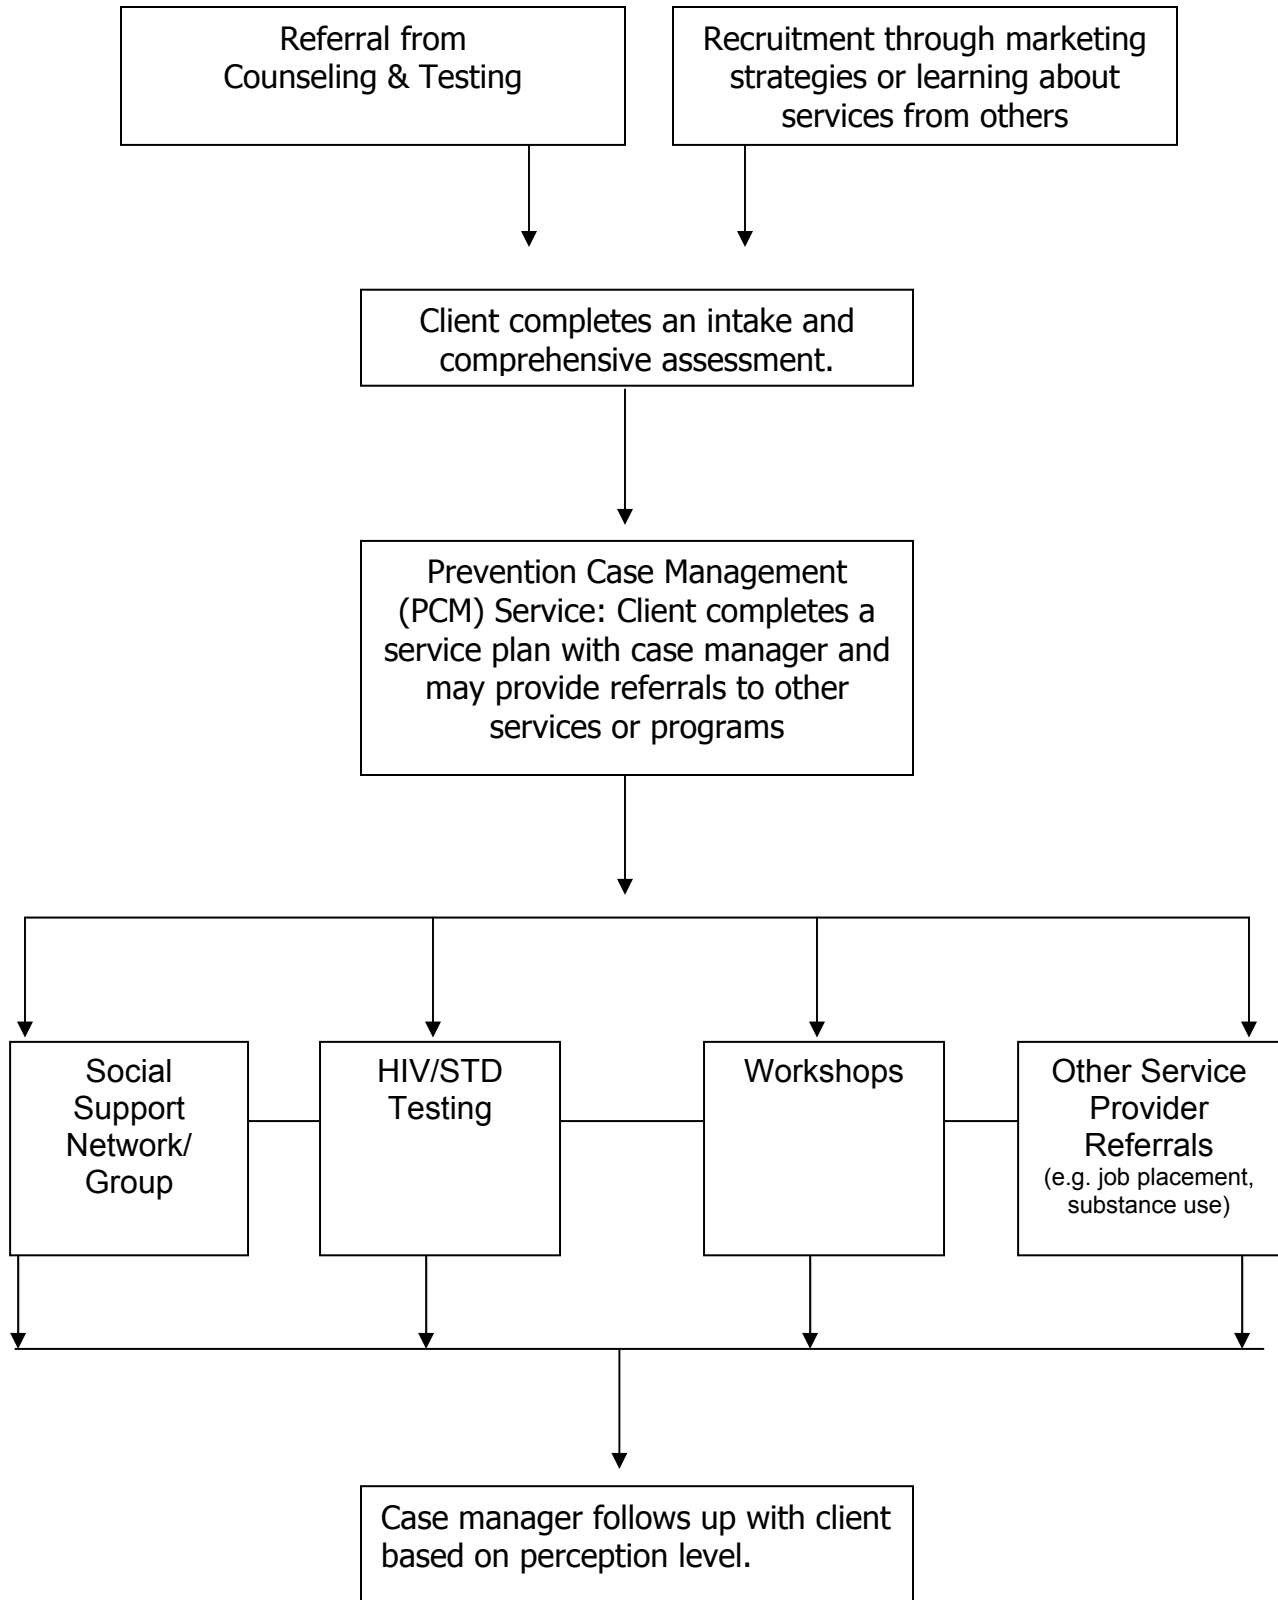 Referral from
Counseling & Testing
Recruitment through marketing
strategies or learning about
services from others
Client completes an intake and
comprehensive assessment.
Prevention Case Management
(PCM) Service: Client completes a
service plan with case manager and
may provide referrals to other
services or programs
Social
Support
Network/
Group
HIV/STD
Testing
Workshops
Other Service
Provider
Referrals
(e.g. job placement,
substance use)
Case manager follows up with client
based on perception level.